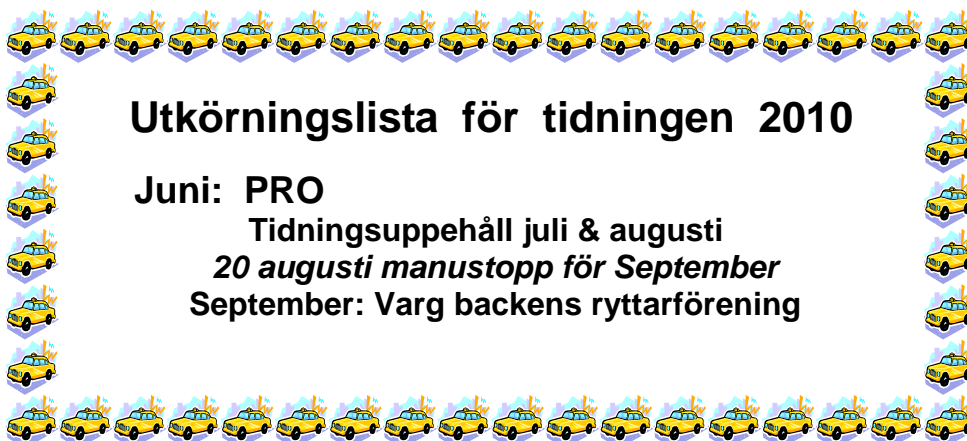 Utkörningslista för tidningen 2010
Juni: PRO
Tidningsuppehåll juli & augusti
20 augusti manustopp för September
September: Varg backens ryttarförening